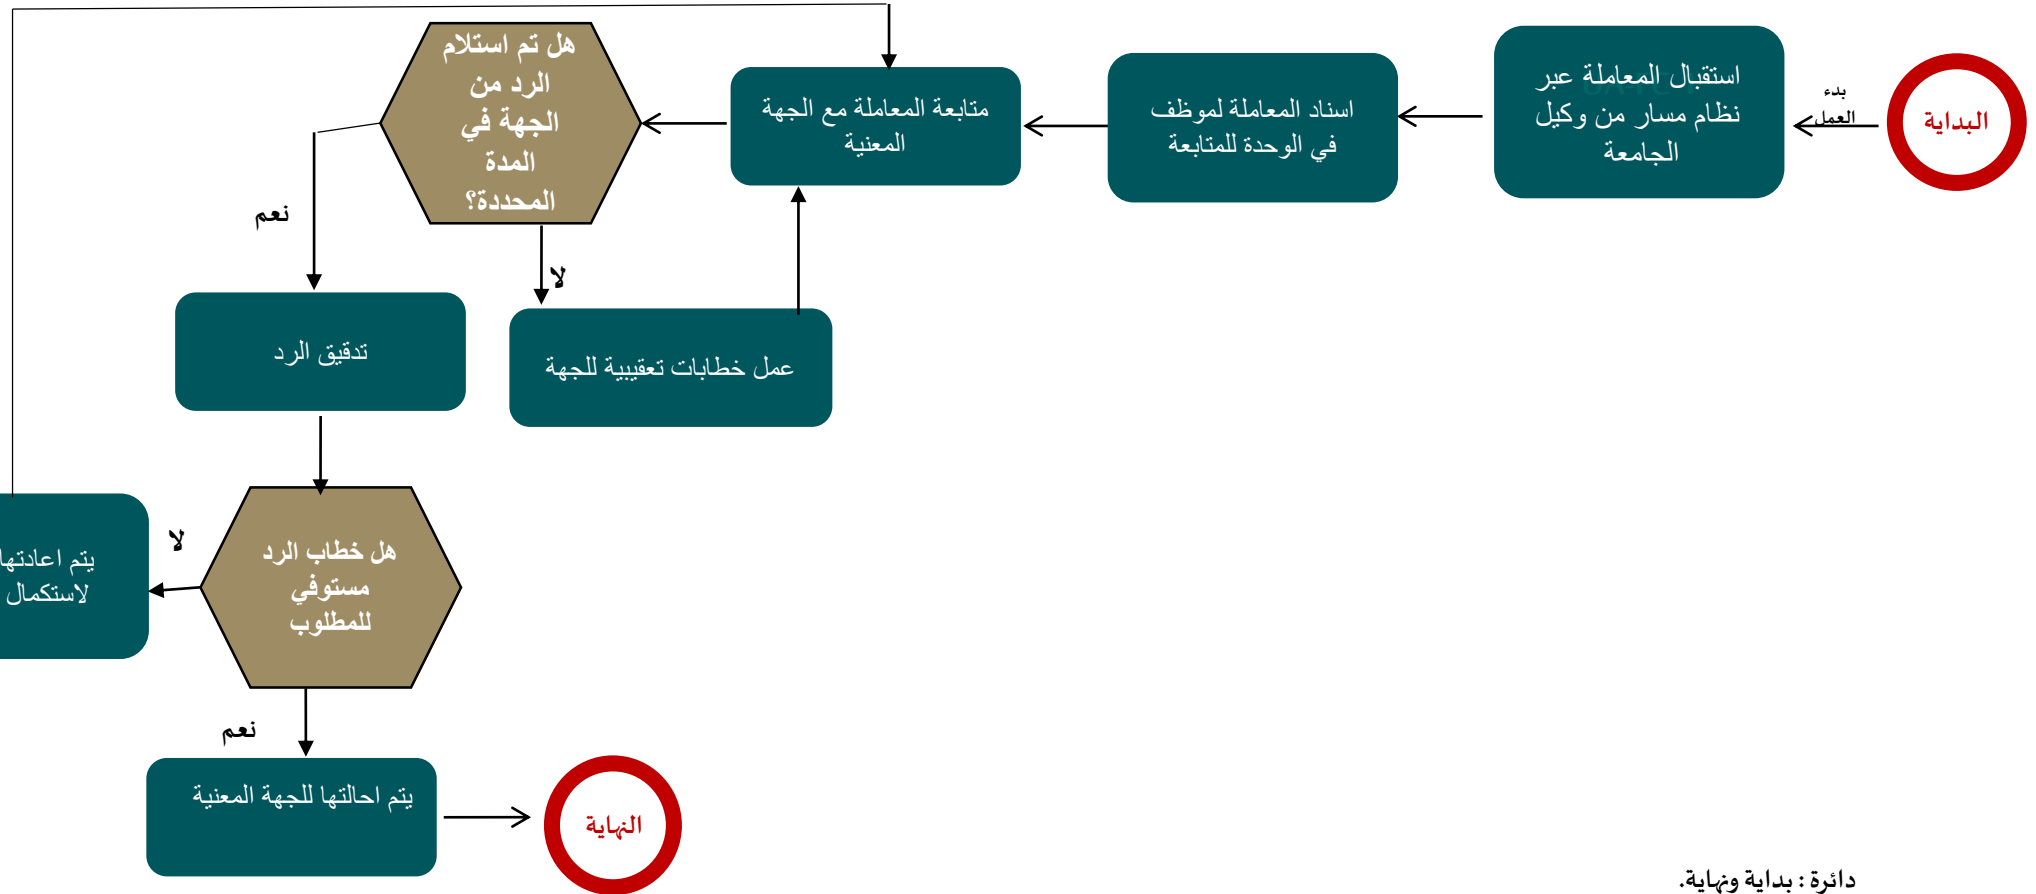 البداية
بدء
العمل
استقبال المعاملة عبر
نظام مسار من وكيل
الجامعة
اسناد المعاملة لموظف
في الوحدة للمتابعة
متابعة المعاملة مع الجهة
المعنية
هل تم استلام
الرد من
الجهة في
المدة
المحددة؟
نعم
لا
تدقيق الرد
عمل خطابات تعقيبية للجهة
هل خطاب الرد
مستوفي
للمطلوب
لا
يتم اعادتها
لاستكمال
نعم
يتم احالتها للجهة المعنية
النهاية
دائرة : بداية ونهاية.